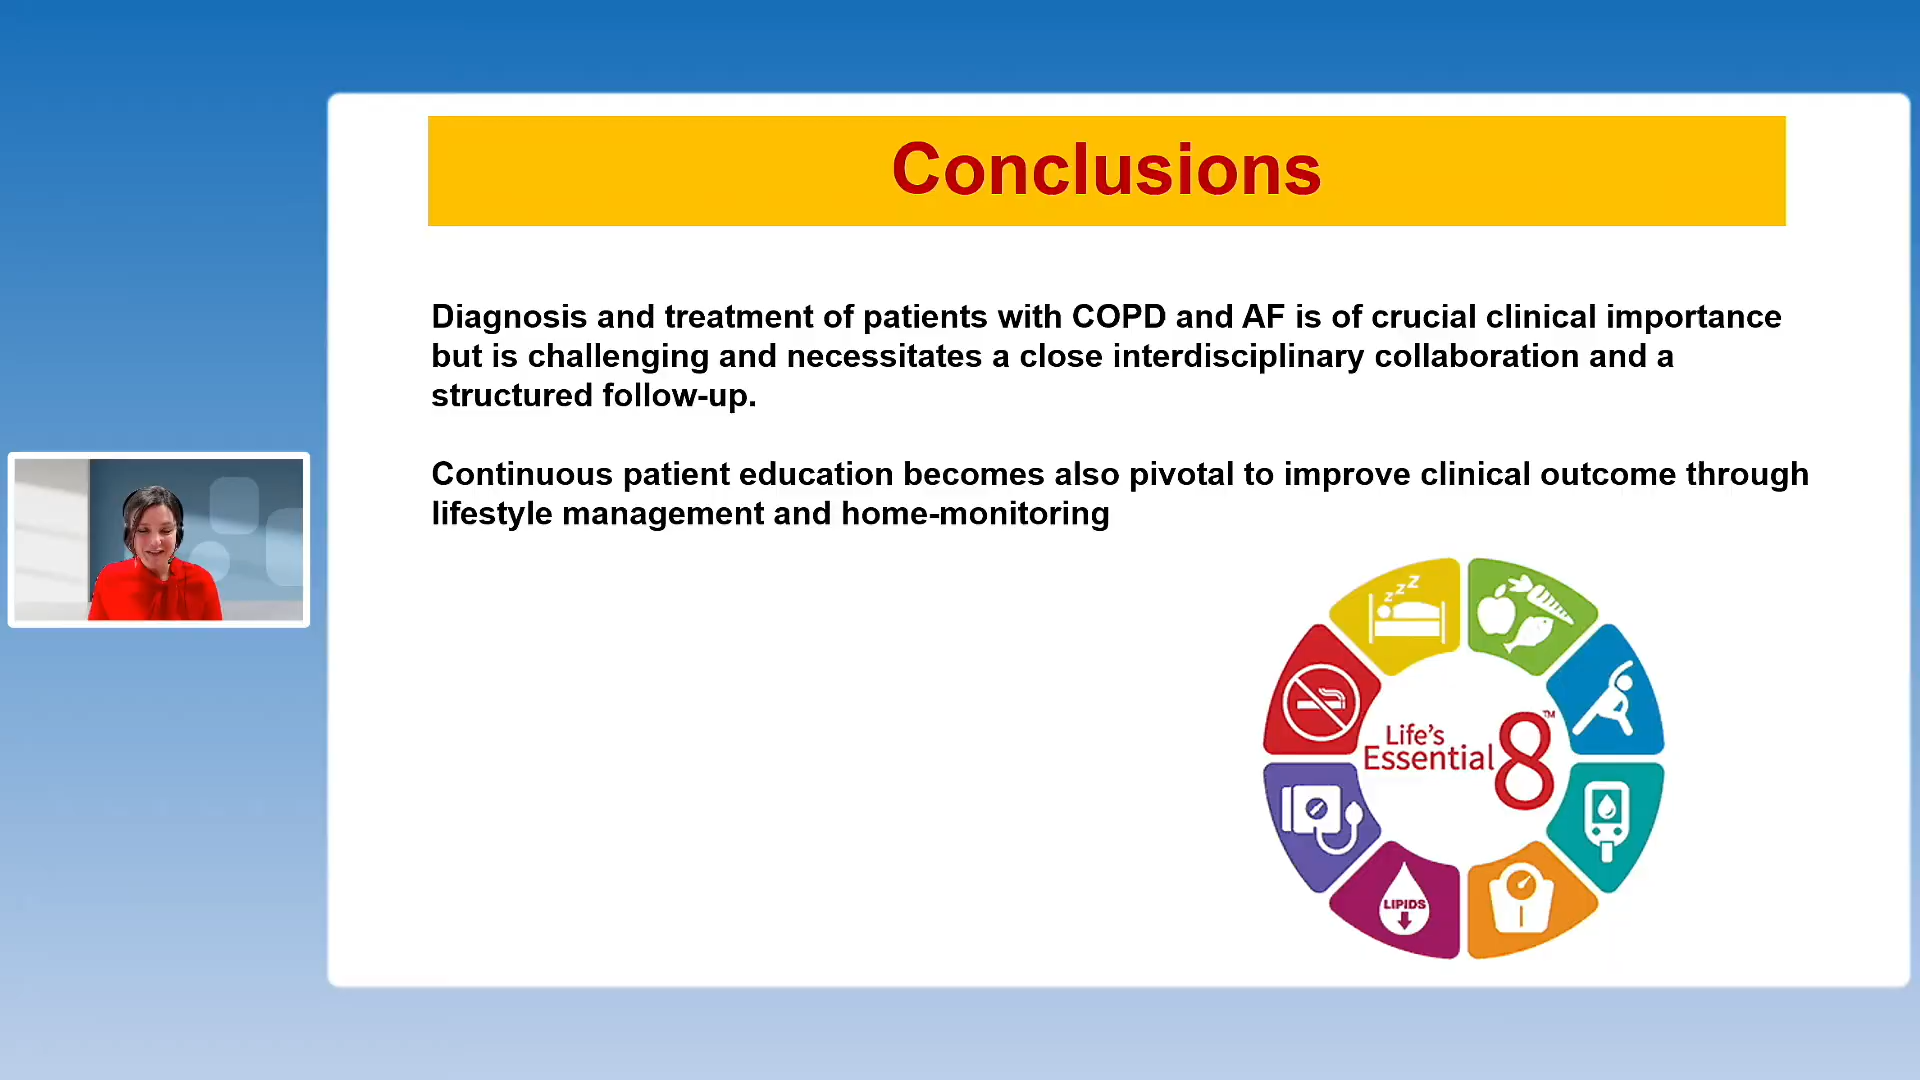 Conclusions
Diagnosis and treatment of patients with COPD and AF is of crucial clinical importance
but is challenging and necessitates a close interdisciplinary collaboration and a
structured follow-up.
Continuous patient education becomes also pivotal to improve clinical outcome through
lifestyle management and home-monitoring
z z Z
Life's
Essential 8™
LIPIDS